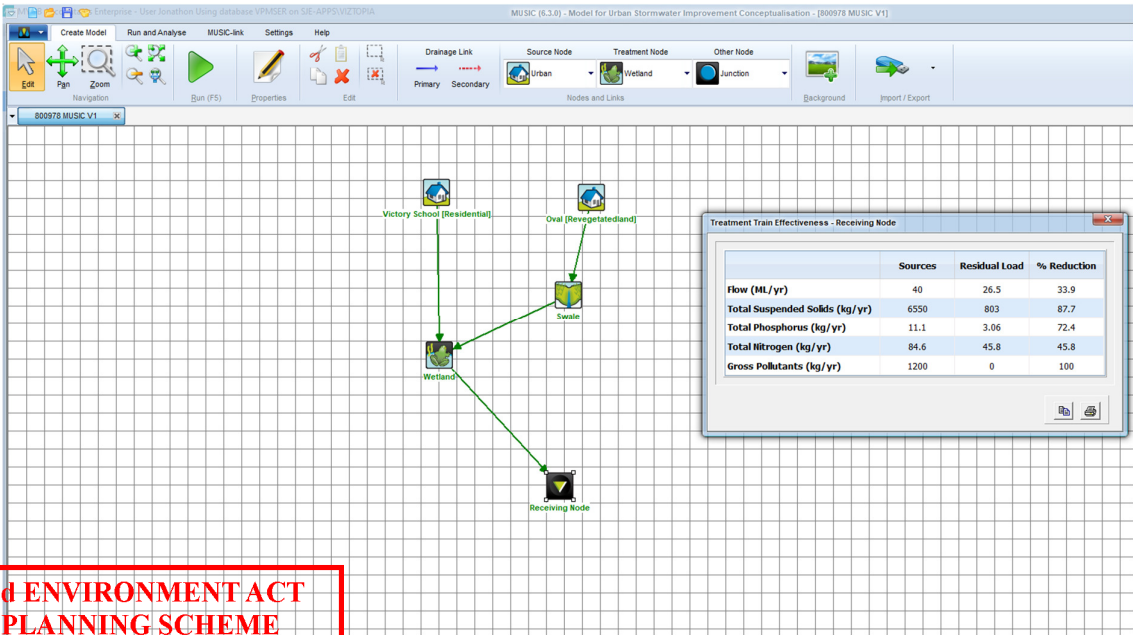 Enterprise - User Jonathon Using database VPMSER on SJE-APPS\VIZTOPIA
MUSIC (6.3.0) - Model for Urban Stormwater Improvement Conceptualisation - [800978 MUSIC V1]
Create Model Run and Analyse MUSIC-link Settings Help
Drainage Link Source Node Treatment Node Other Node
Urban Wetland Junction
Edit Pan Zoom Primary Secondary
Navigation Run (F5) Properties Edit Nodes and Links Background Import / Export
800978 MUSIC V1
Victory School [Residential]
Oval [Revegetatedland]
Swale
Wetland
Receiving Node
Treatment Train Effectiveness - Receiving Node
Sources Residual Load % Reduction
Flow (ML/yr) 40 26.5 33.9
Total Suspended Solids (kg/yr) 6550 803 87.7
Total Phosphorus (kg/yr) 11.1 3.06 72.4
Total Nitrogen (kg/yr) 84.6 45.8 45.8
Gross Pollutants (kg/yr) 1200 0 100
d ENVIRONMENT ACT
PLANNING SCHEME